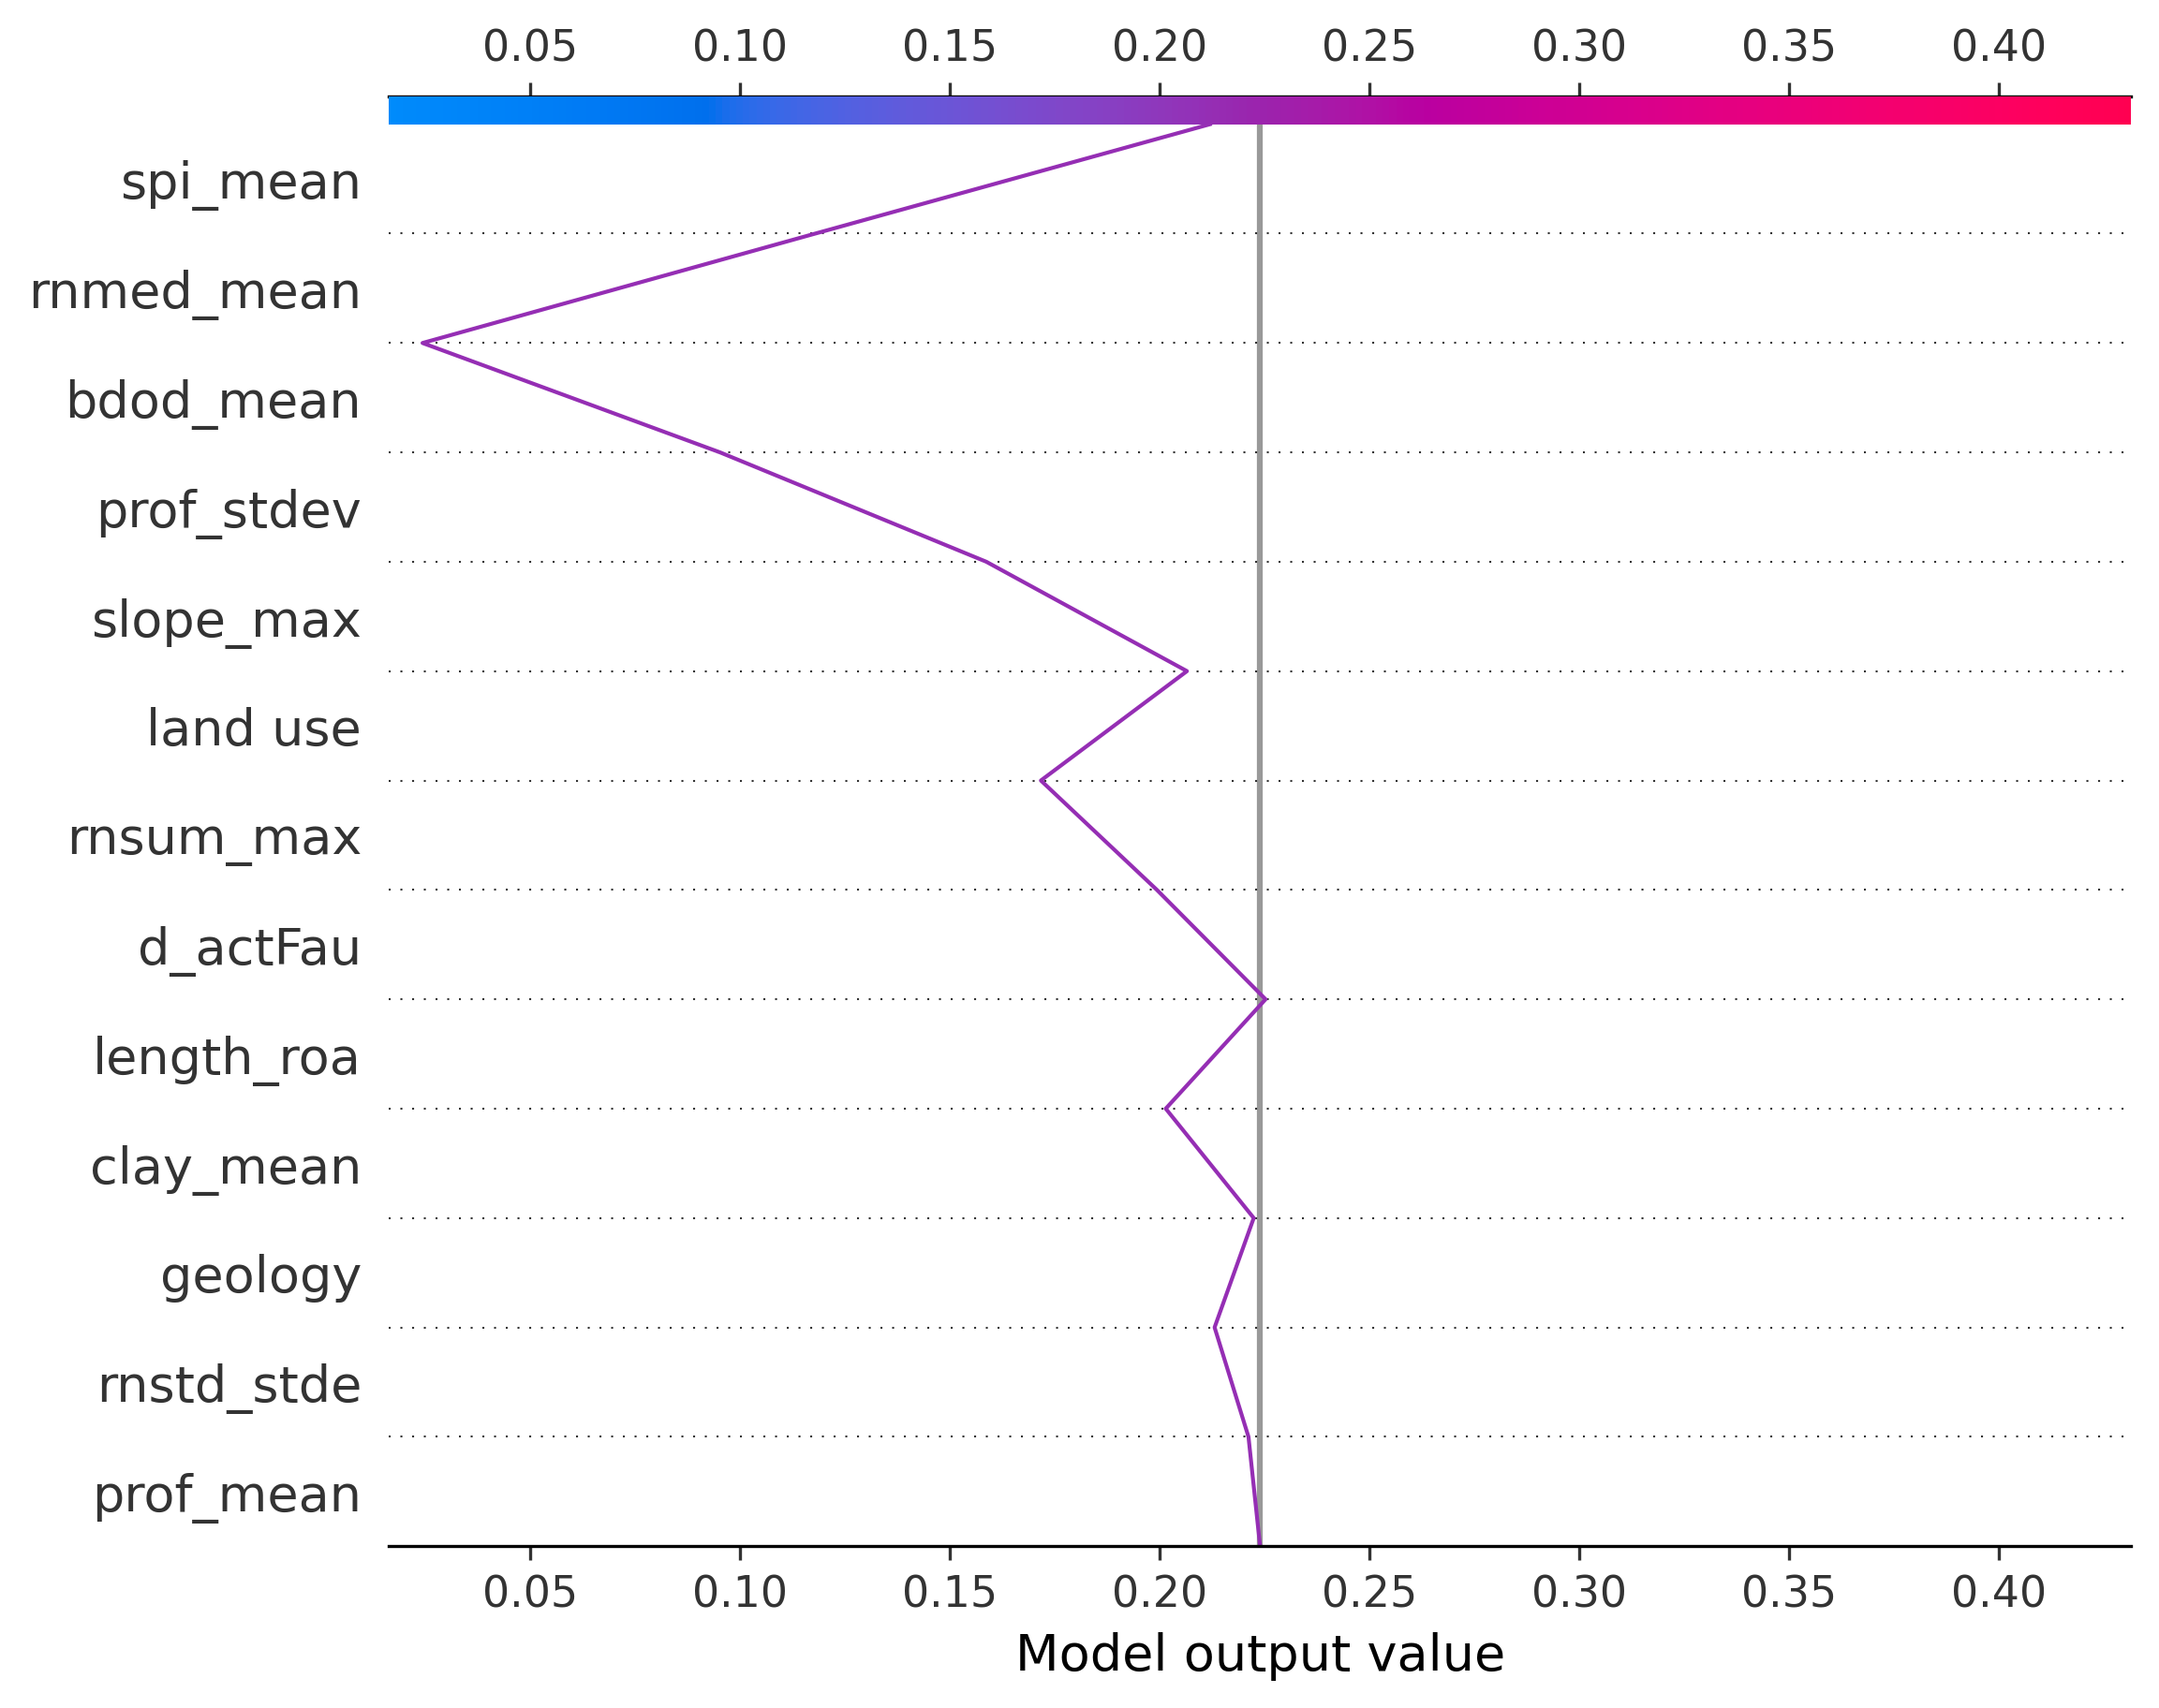 0.05 0.10 0.15 0.20 0.25 0.30 0.35 0.40
spi_mean
rnmed_mean
bdod_mean
prof_stdev
slope_max
land use
rnsum_max
d_actFau
length_roa
clay_mean
geology
rnstd_stde
prof_mean
0.05 0.10 0.15 0.20 0.25 0.30 0.35 0.40
Model output value